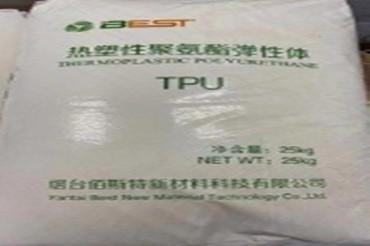 BEST
热塑性聚氨酯弹性体
THERMOPLASTIC POLYURETHANE
TPU
净含量：25kg
NET WT：25kg
烟台佰斯特新材料科技有限公司
Yantai Best New Material Technology Co.,Ltd.